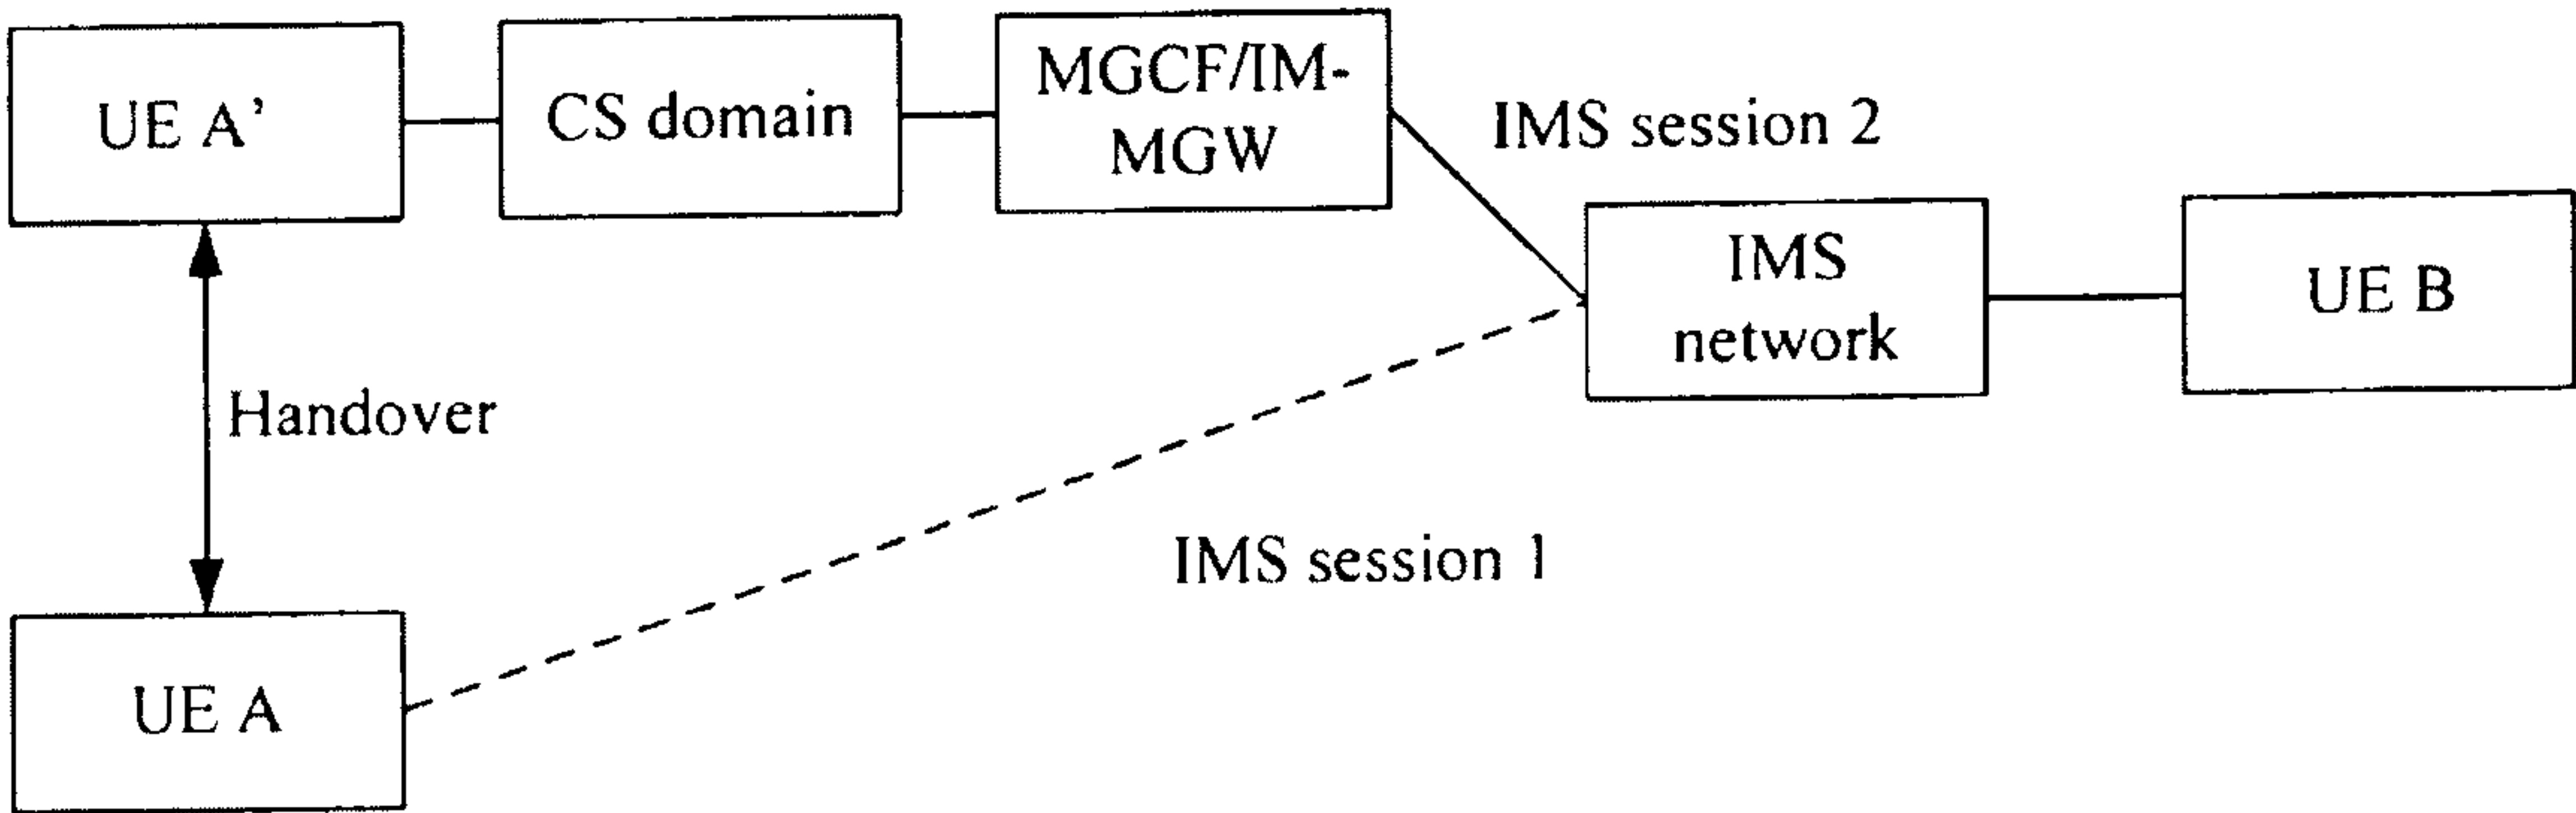 UE A’
CS domain
MGCF/IM-
MGW
IMS session 2
IMS
network
UE B
Handover
IMS session 1
UE A